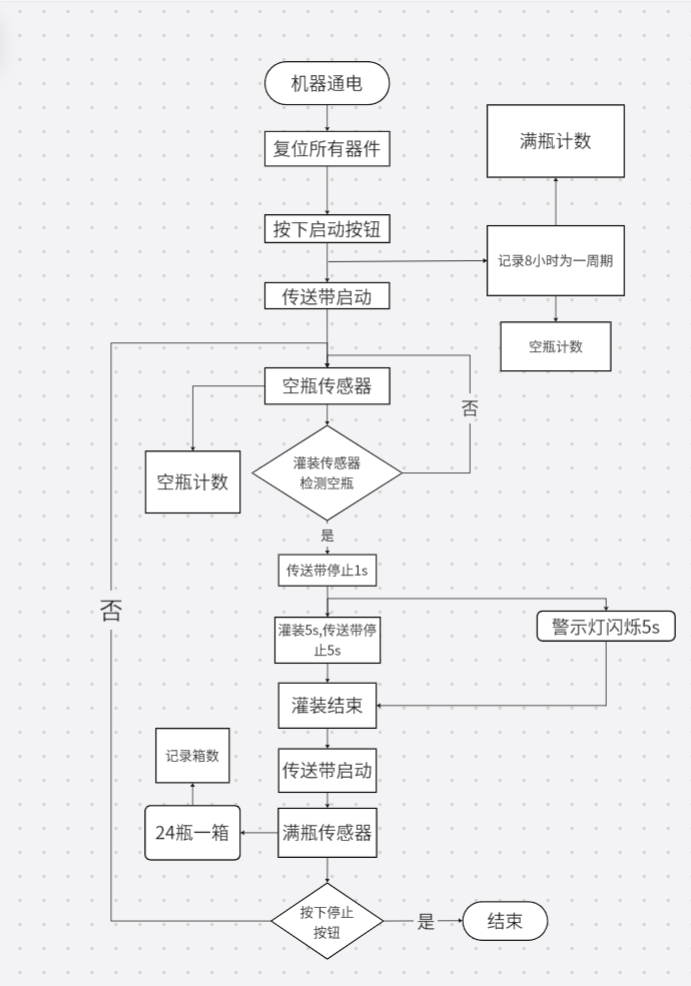 机器通电
复位所有器件
满瓶计数
按下启动按钮
记录8小时为一周期
传送带启动
空瓶计数
空瓶传感器
否
灌装传感器
检测空瓶
空瓶计数
是
传送带停止1s
否
灌装5s,传送带停
止5s
警示灯闪烁5s
灌装结束
记录箱数
传送带启动
24瓶一箱
满瓶传感器
按下停止
按钮
是
结束